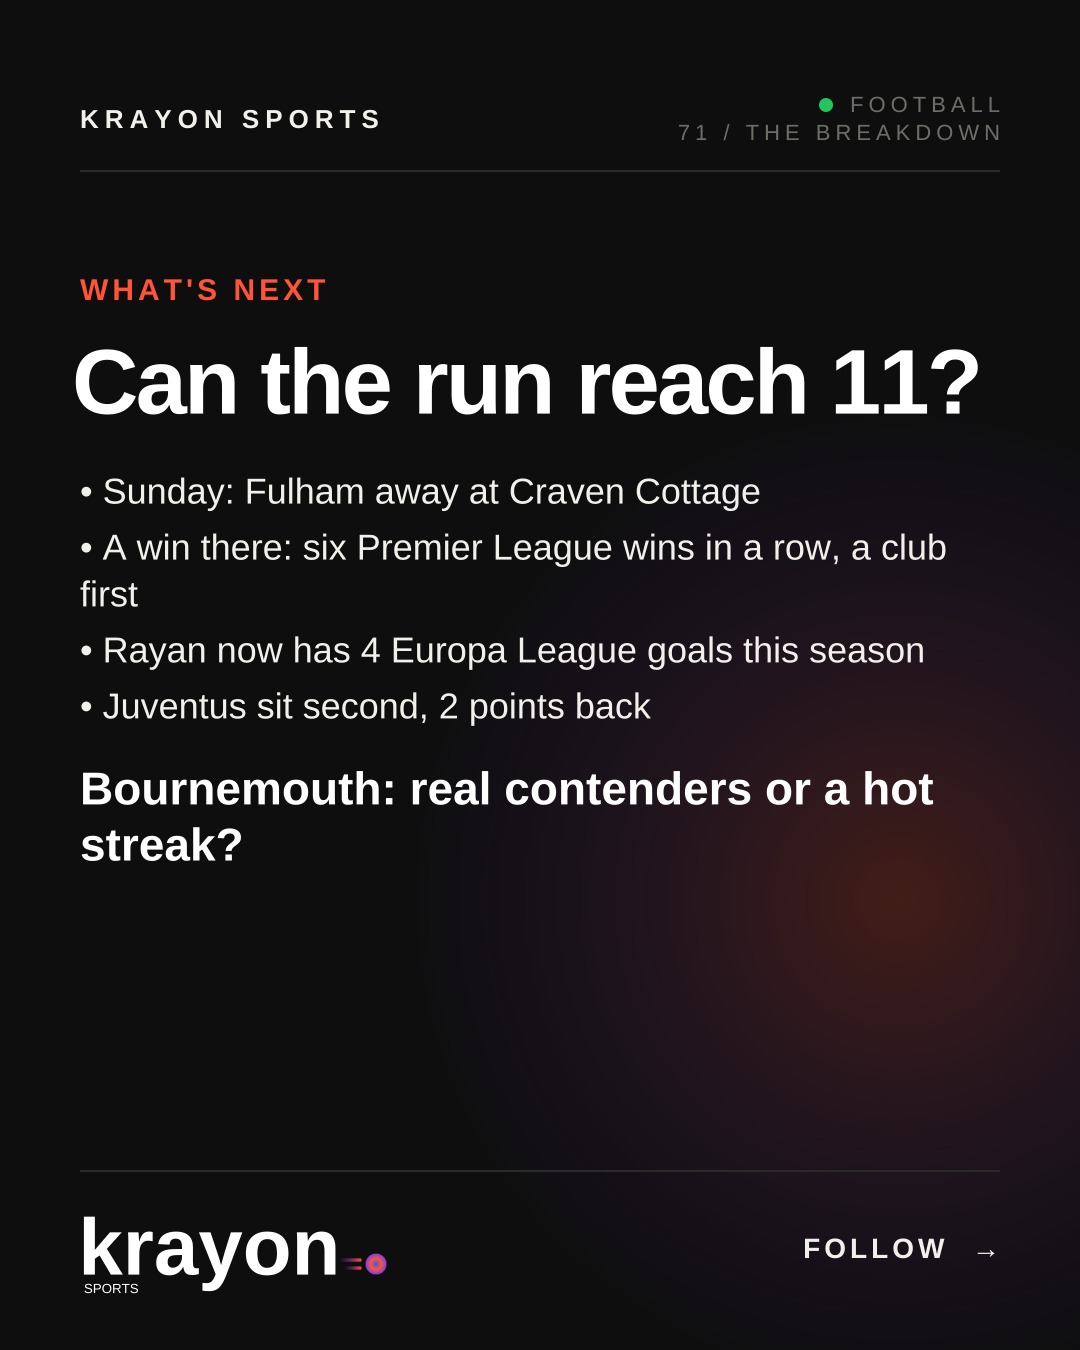 KRAYON SPORTS
FOOTBALL
71 / THE BREAKDOWN
WHAT'S NEXT
Can the run reach 11?
• Sunday: Fulham away at Craven Cottage
• A win there: six Premier League wins in a row, a club
first
• Rayan now has 4 Europa League goals this season
• Juventus sit second, 2 points back
Bournemouth: real contenders or a hot
streak?
krayon
SPORTS
FOLLOW →